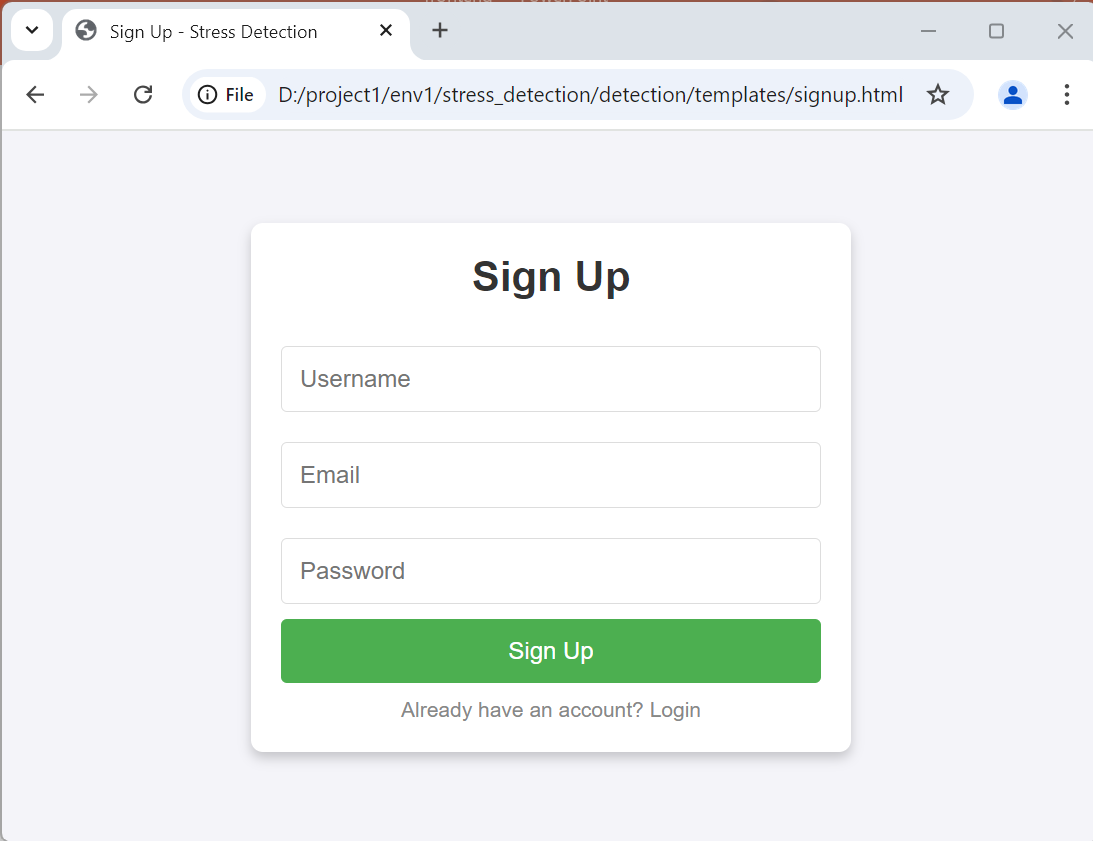 Sign Up - Stress Detection
File D:/project1/env1/stress_detection/detection/templates/signup.html
Sign Up
Username
Email
Password
Sign Up
Already have an account? Login